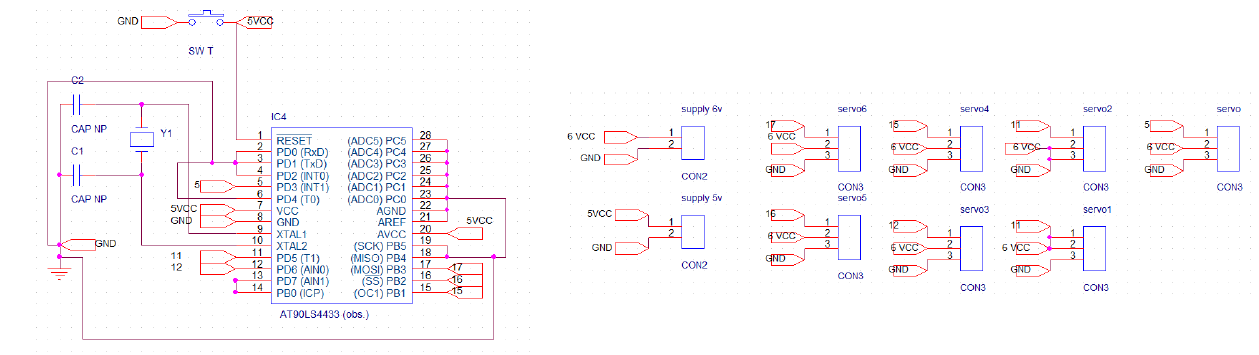 GND
5VCC
SW T
C2
CAP NP
Y1
C1
CAP NP
GND
IC4
1 RESET (ADC5) PC5 28
2 PD0 (RxD) (ADC4) PC4 27
3 PD1 (TxD) (ADC3) PC3 26
4 PD2 (INT0) (ADC2) PC2 25
5 5 PD3 (INT1) (ADC1) PC1 24
6 PD4 (T0) (ADC0) PC0 23
5VCC 7 VCC AGND 22
GND 8 GND AREF 21
9 XTAL1 AVCC 20 5VCC
10 XTAL2 (SCK) PB5 19
11 11 PD5 (T1) (MISO) PB4 18
12 12 PD6 (AIN0) (MOSI) PB3 17 17
13 PD7 (AIN1) (SS) PB2 16 16
14 PB0 (ICP) (OC1) PB1 15 15
AT90LS4433 (obs.)
supply 6v
6 VCC 1
GND 2
CON2
servo6
17 1
6 VCC 2
GND 3
CON3
servo4
15 1
6 VCC 2
GND 3
CON3
servo2
11 1
6 VCC 2
GND 3
CON3
servo
5 1
6 VCC 2
GND 3
CON3
supply 5v
5VCC 1
GND 2
CON2
servo5
16 1
6 VCC 2
GND 3
CON3
servo3
12 1
6 VCC 2
GND 3
CON3
servo1
11 1
6 VCC 2
GND 3
CON3